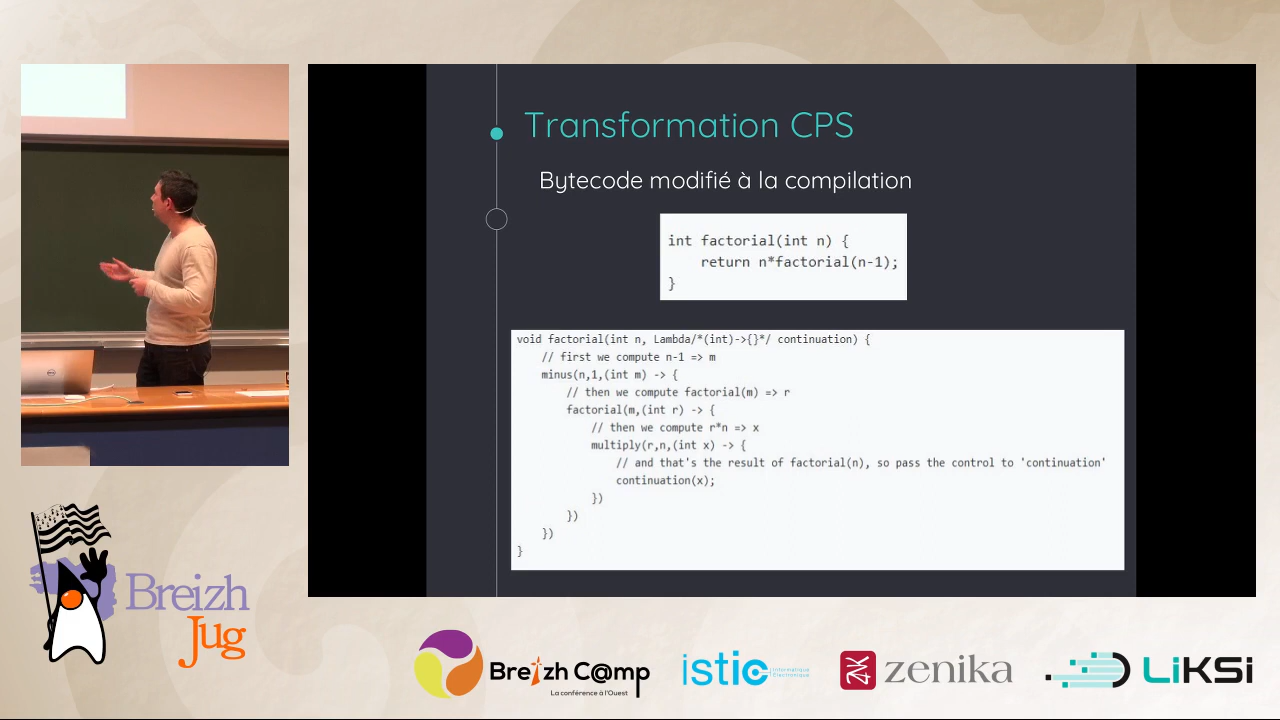 Transformation CPS
Bytecode modifié à la compilation
int factorial(int n) {
return n*factorial(n-1);
}
void factorial(int n, Lambda/*(int)->{}*/ continuation) {
// first we compute n-1 => m
minus(n,1,(int m) -> {
// then we compute factorial(m) => r
factorial(m,(int r) -> {
// then we compute r*n => x
multiply(r,n,(int x) -> {
// and that's the result of factorial(n), so pass the control to 'continuation'
continuation(x);
})
})
})
}
Breizh
Jug
Breizh C@mp
La conférence à l'Ouest
istic
Informatique
Électronique
ZK
zenika
LiKSi